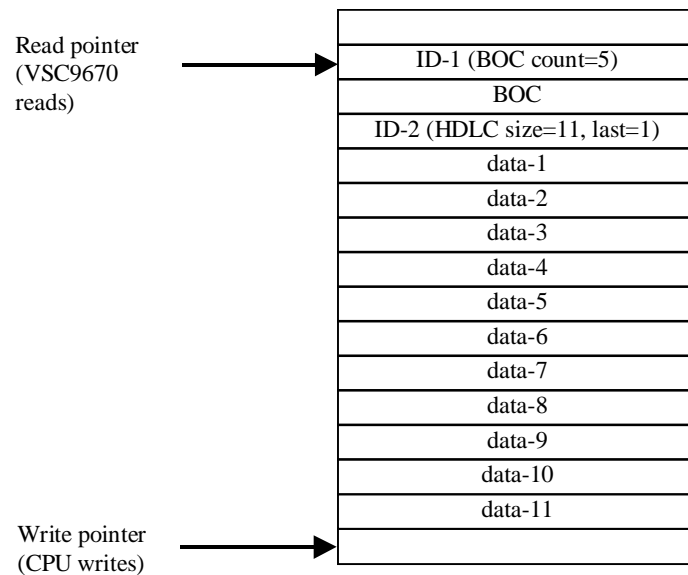 Read pointer
(VSC9670
reads)
ID-1 (BOC count=5)
BOC
ID-2 (HDLC size=11, last=1)
data-1
data-2
data-3
data-4
data-5
data-6
data-7
data-8
data-9
data-10
data-11
Write pointer
(CPU writes)